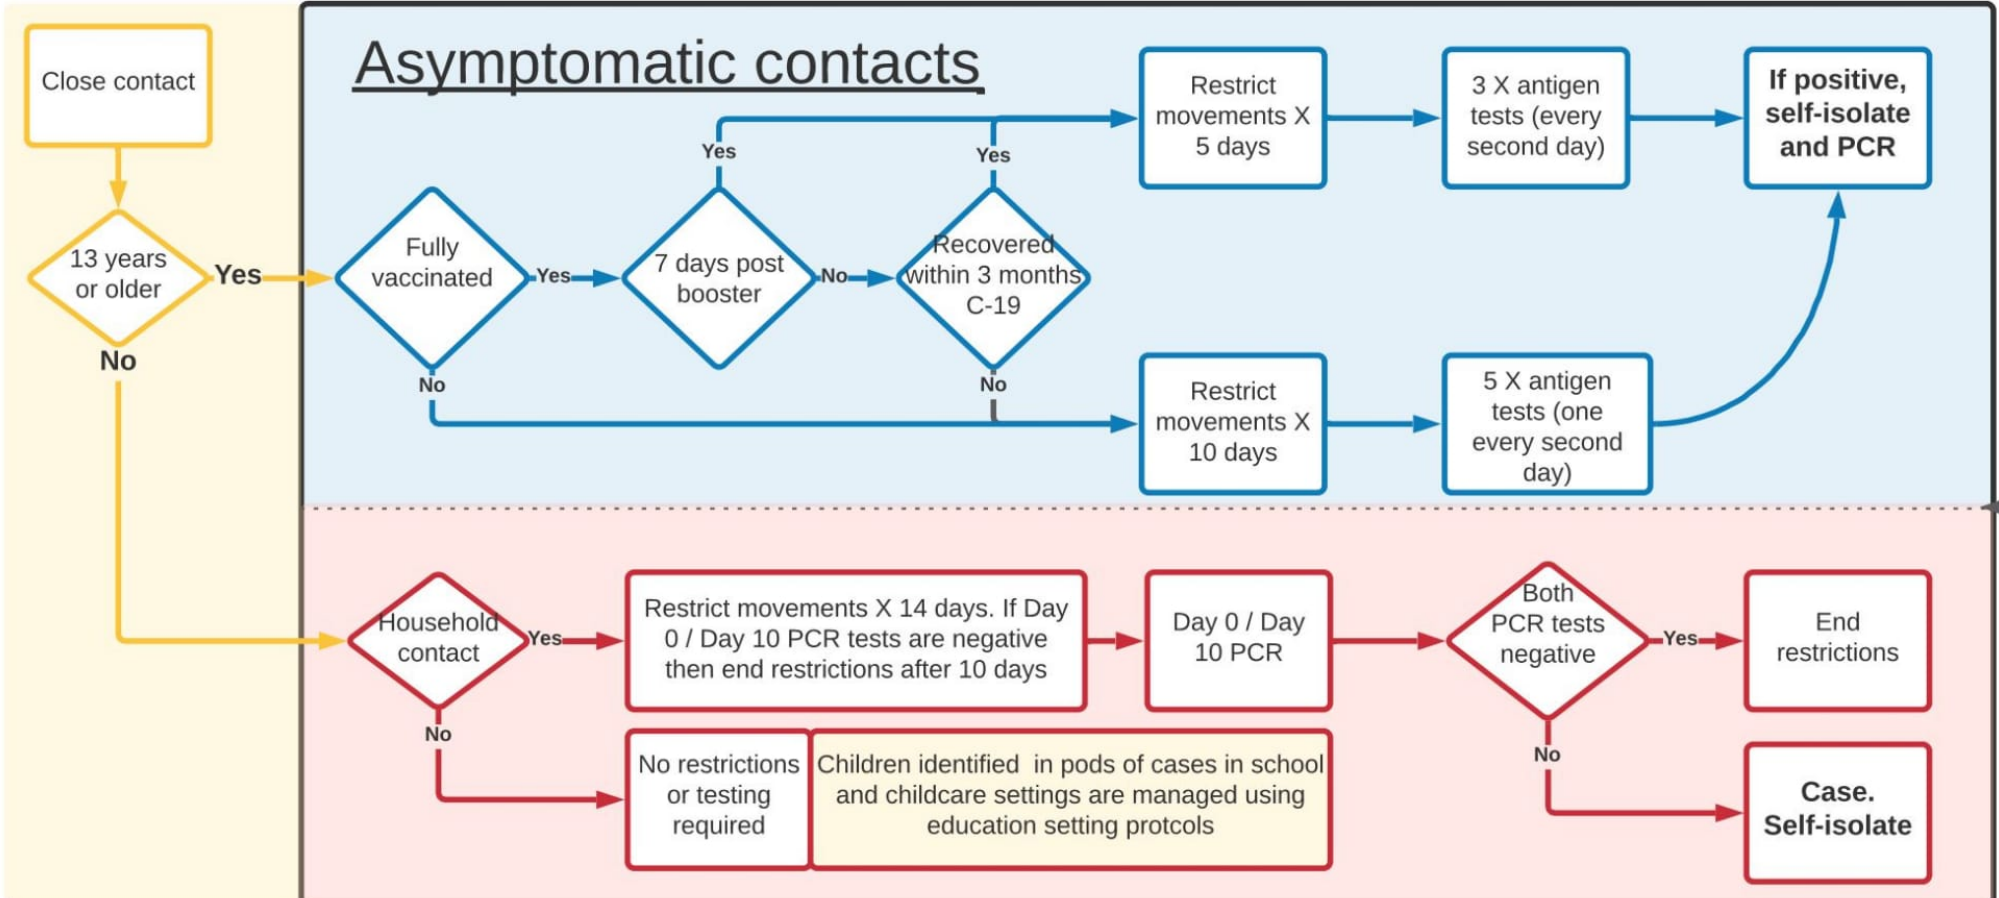 Asymptomatic contacts
Close contact
13 years
or older
Yes
No
Fully
vaccinated
Yes
No
7 days post
booster
Yes
No
Recovered
within 3 months
C-19
Yes
No
Restrict
movements X
5 days
3 X antigen
tests (every
second day)
If positive,
self-isolate
and PCR
Restrict
movements X
10 days
5 X antigen
tests (one
every second
day)
Household
contact
Yes
No
Restrict movements X 14 days. If Day
0 / Day 10 PCR tests are negative
then end restrictions after 10 days
Day 0 / Day
10 PCR
Both
PCR tests
negative
Yes
No
End
restrictions
No restrictions
or testing
required
Children identified in pods of cases in school
and childcare settings are managed using
education setting protcols
Case.
Self-isolate